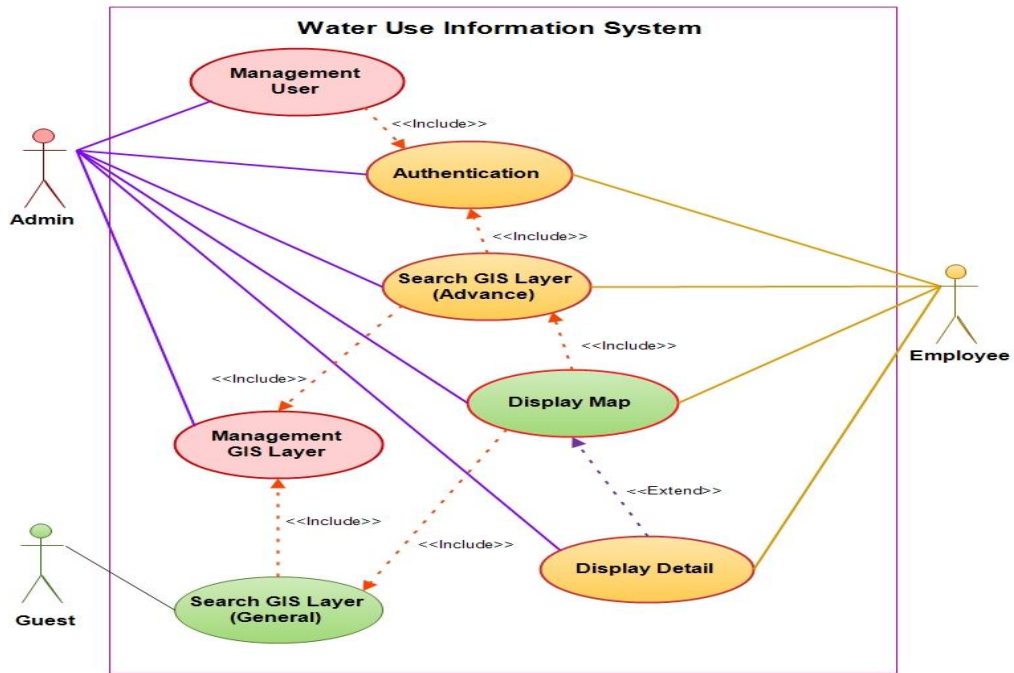 Water Use Information System
Management
User
<<Include>>
Admin
Authentication
<<Include>>
Search GIS Layer
(Advance)
Employee
<<Include>>
<<Include>>
Display Map
Management
GIS Layer
<<Extend>>
<<Include>>
<<Include>>
Display Detail
Guest
Search GIS Layer
(General)